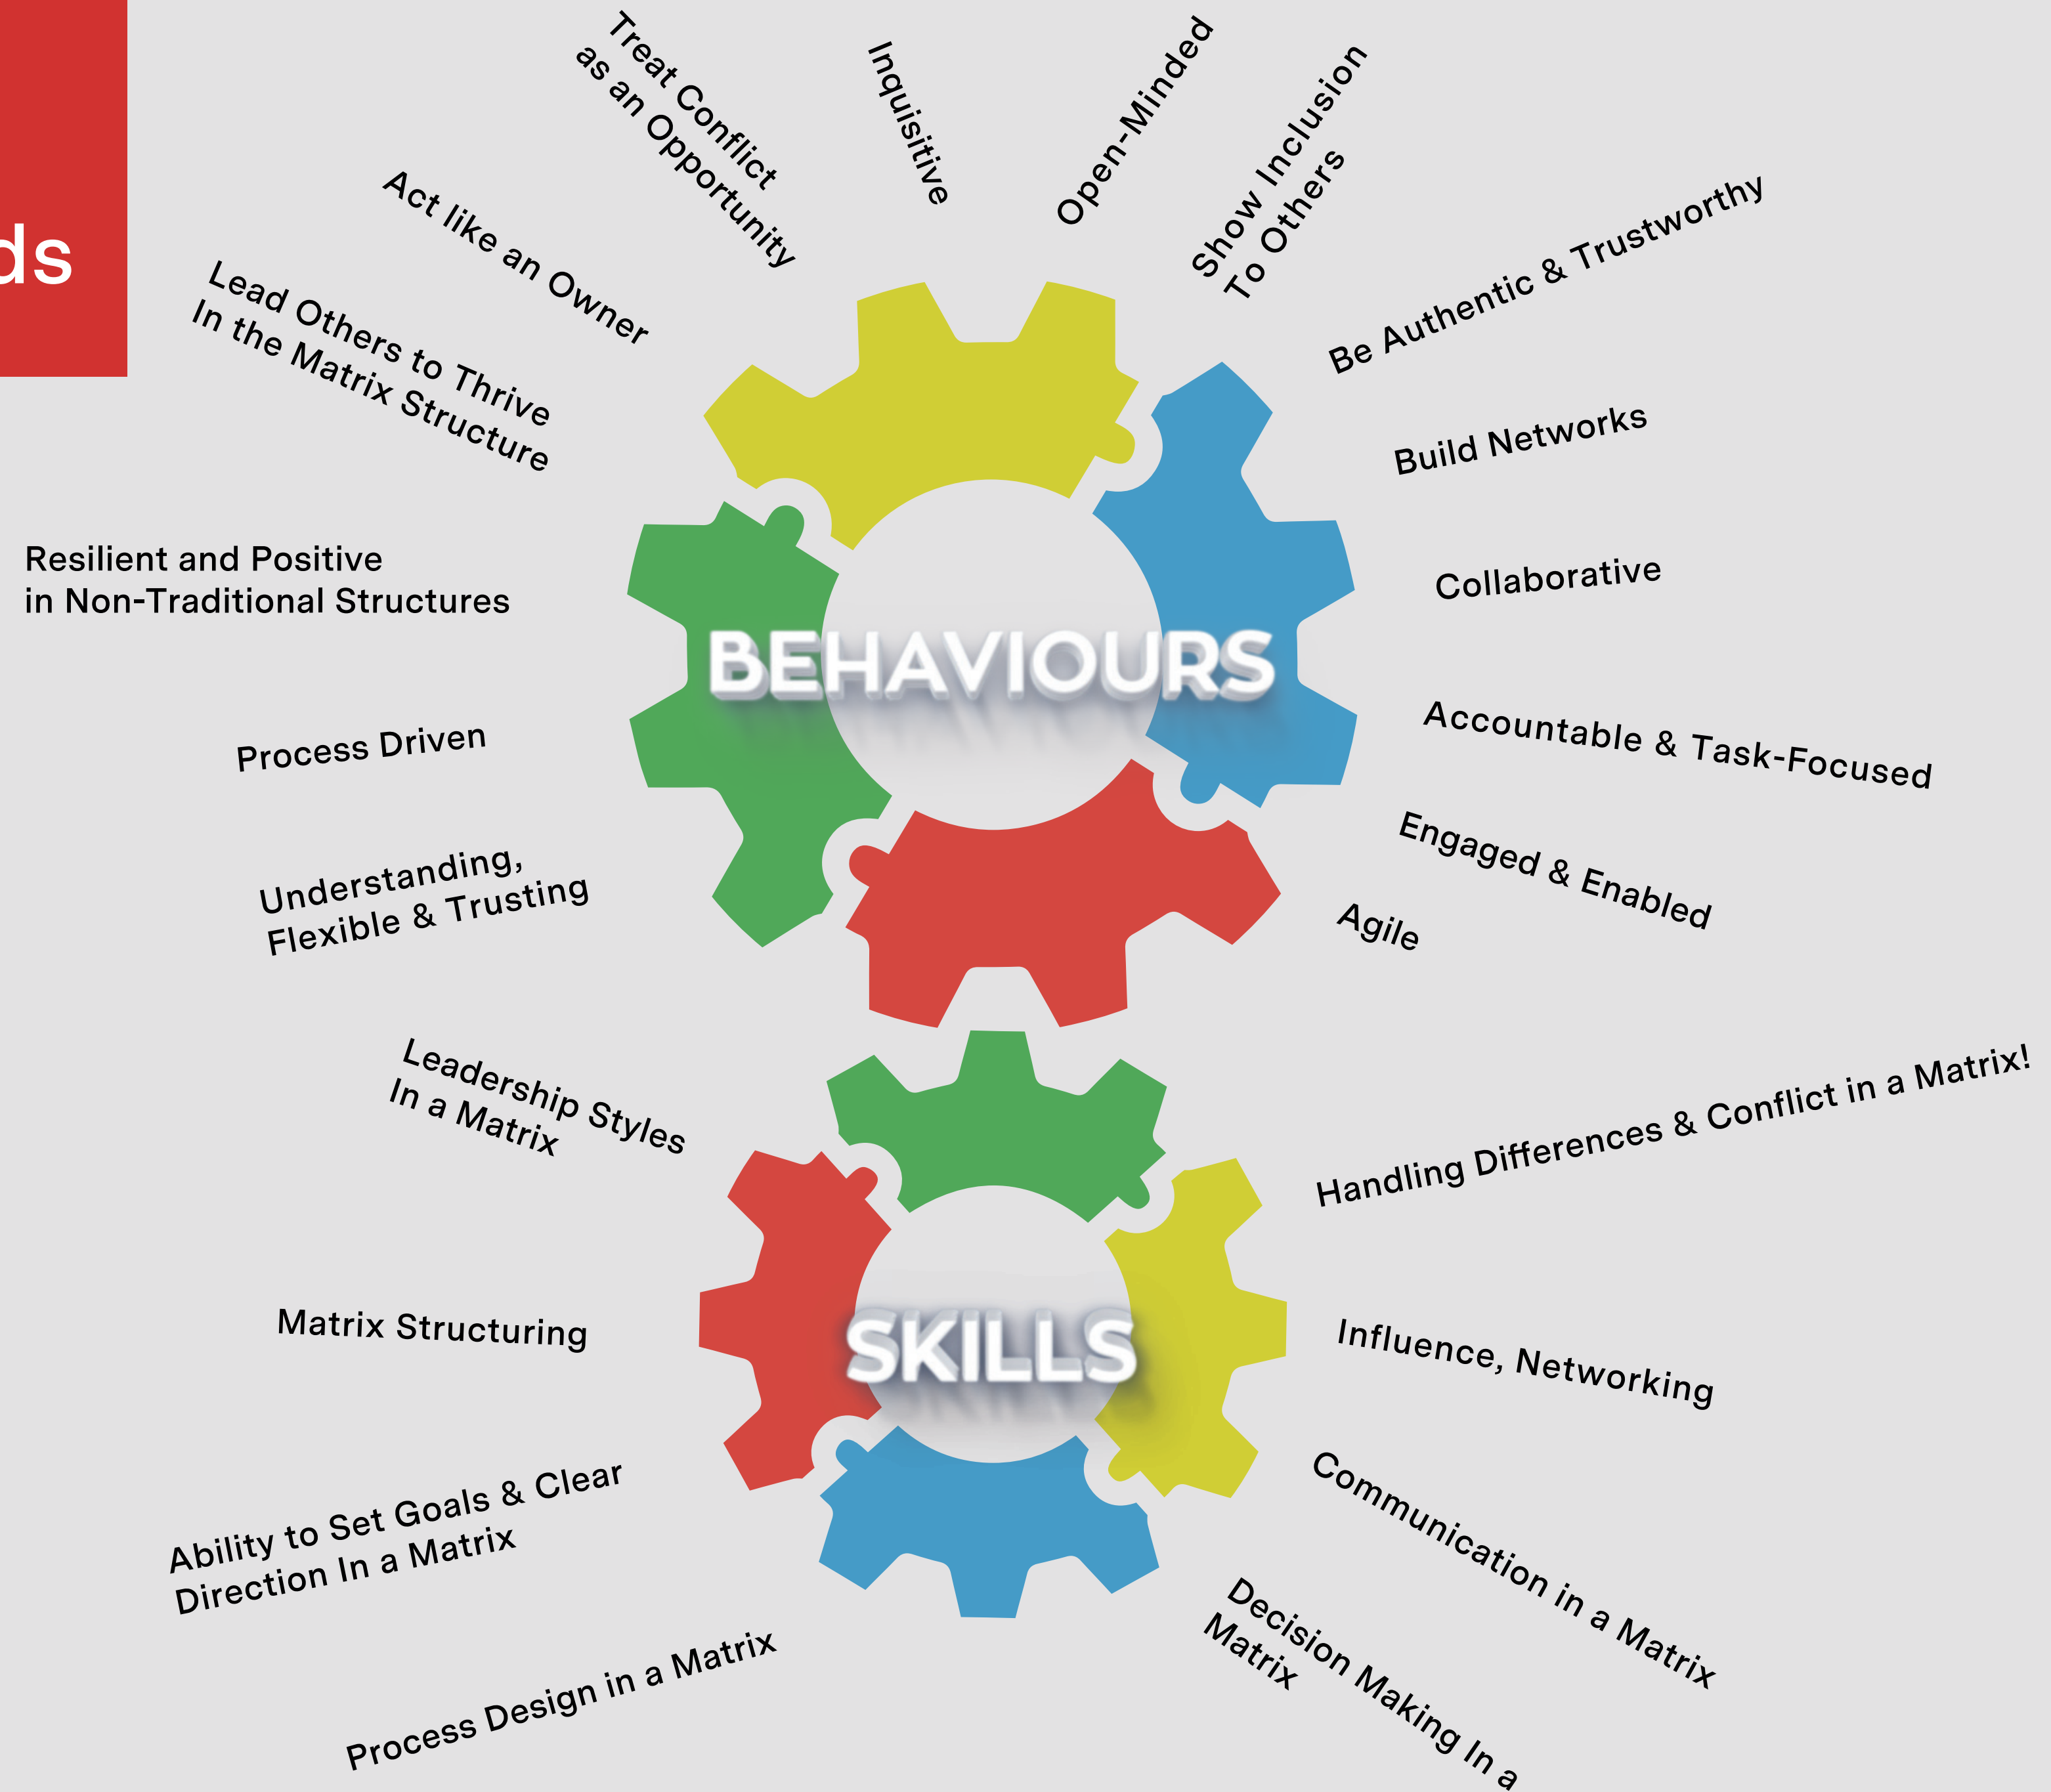 ds
Treat Conflict
as an Opportunity
Inquisitive
Open-Minded
Show Inclusion
To Others
Act like an Owner
Be Authentic & Trustworthy
Lead Others to Thrive
In the Matrix Structure
Build Networks
Resilient and Positive
in Non-Traditional Structures
Collaborative
BEHAVIOURS
Process Driven
Accountable & Task-Focused
Understanding,
Flexible & Trusting
Engaged & Enabled
Agile
Leadership Styles
In a Matrix
Handling Differences & Conflict in a Matrix!
Matrix Structuring
SKILLS
Influence, Networking
Ability to Set Goals & Clear
Direction In a Matrix
Communication in a Matrix
Process Design in a Matrix
Decision Making In a
Matrix